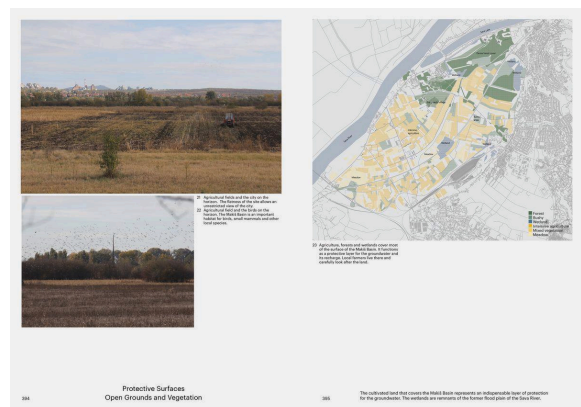 21 Agricultural fields and the city on the
horizon. The flatness of the site allows an
unrestricted view of the city.
22 Agricultural field and the birds on the
horizon. The Makiš Basin is an important
habitat for birds, small mammals and other
local species.
Forest
Bushy
Wetland
Intensive agriculture
Mixed vegetation
Meadow
23 Agriculture, forests and wetlands cover most
of the surface of the Makiš Basin. It functions
as a protective layer for the groundwater and
its recharge. Local farmers live there and
carefully look after the land.
384
Protective Surfaces
Open Grounds and Vegetation
385
The cultivated land that covers the Makiš Basin represents an indispensable layer of protection
for the groundwater. The wetlands are remnants of the former flood plain of the Sava River.